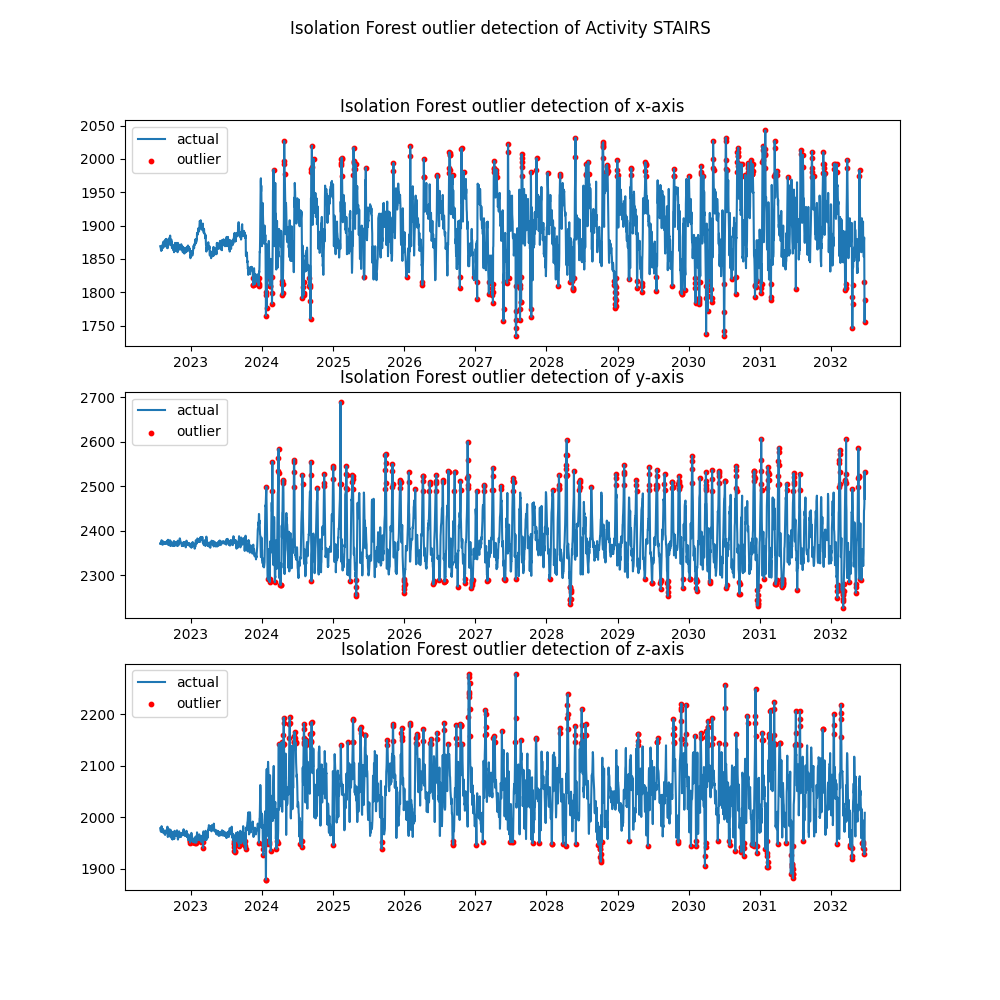 Isolation Forest outlier detection of Activity STAIRS
Isolation Forest outlier detection of x-axis
2050
2000
1950
1900
1850
1800
1750
actual
outlier
2023 2024 2025 2026 2027 2028 2029 2030 2031 2032
Isolation Forest outlier detection of y-axis
2700
2600
2500
2400
2300
actual
outlier
2023 2024 2025 2026 2027 2028 2029 2030 2031 2032
Isolation Forest outlier detection of z-axis
2200
2100
2000
1900
actual
outlier
2023 2024 2025 2026 2027 2028 2029 2030 2031 2032